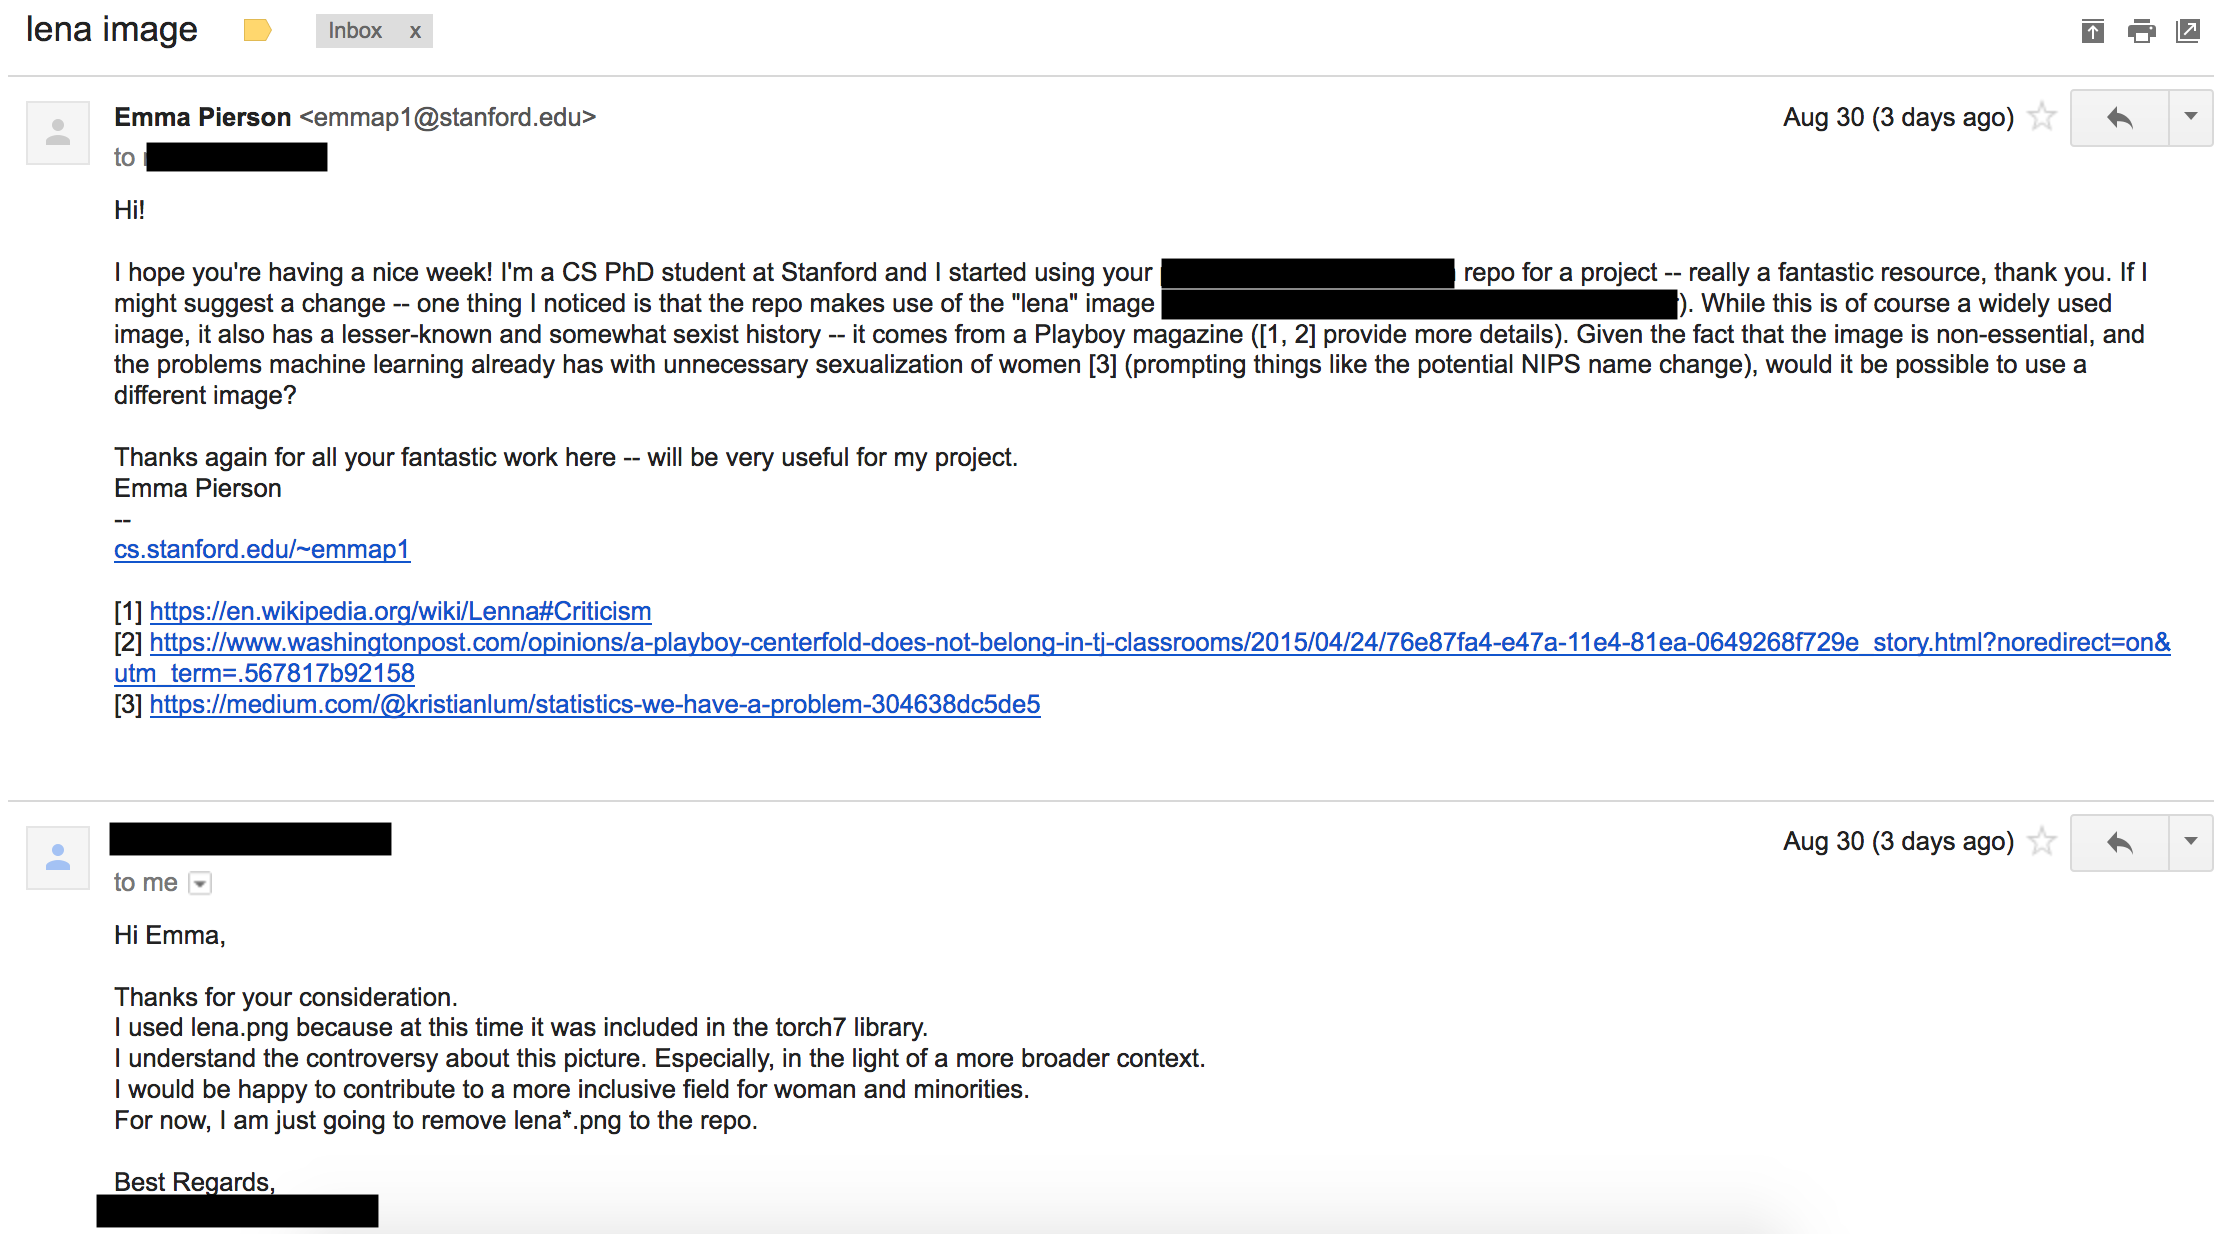 lena image
Inbox x
Emma Pierson <emmap1@stanford.edu>
Aug 30 (3 days ago)
to
Hi!
I hope you're having a nice week! I'm a CS PhD student at Stanford and I started using your repo for a project -- really a fantastic resource, thank you. If I
might suggest a change -- one thing I noticed is that the repo makes use of the "lena" image ). While this is of course a widely used
image, it also has a lesser-known and somewhat sexist history -- it comes from a Playboy magazine ([1, 2] provide more details). Given the fact that the image is non-essential, and
the problems machine learning already has with unnecessary sexualization of women [3] (prompting things like the potential NIPS name change), would it be possible to use a
different image?
Thanks again for all your fantastic work here -- will be very useful for my project.
Emma Pierson
--
cs.stanford.edu/~emmap1
[1] https://en.wikipedia.org/wiki/Lenna#Criticism
[2] https://www.washingtonpost.com/opinions/a-playboy-centerfold-does-not-belong-in-tj-classrooms/2015/04/24/76e87fa4-e47a-11e4-81ea-0649268f729e_story.html?noredirect=on&
utm_term=.567817b92158
[3] https://medium.com/@kristianlum/statistics-we-have-a-problem-304638dc5de5
Aug 30 (3 days ago)
to me
Hi Emma,
Thanks for your consideration.
I used lena.png because at this time it was included in the torch7 library.
I understand the controversy about this picture. Especially, in the light of a more broader context.
I would be happy to contribute to a more inclusive field for woman and minorities.
For now, I am just going to remove lena*.png to the repo.
Best Regards,